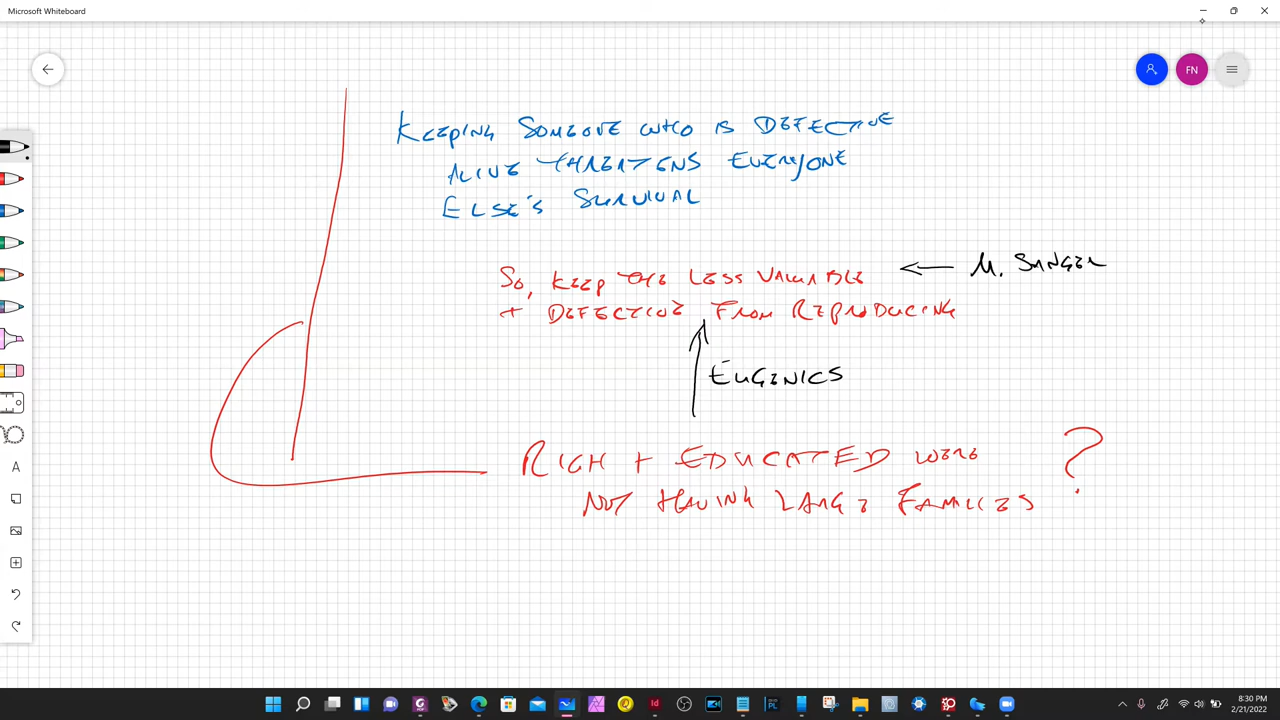 Microsoft Whiteboard
FN
KEEPING SOMEONE WHO IS DEFECTIVE
ALIVE THREATENS EVERYONE
ELSE'S SURVIVAL
So, KEEP THE LESS VALUABLE
+ DEFECTIVE FROM REPRODUCING
← M. SANGER
EUGENICS
RICH + EDUCATED WERE
NOT HAVING LARGE FAMILIES ?
A
8:30 PM
2/21/2022